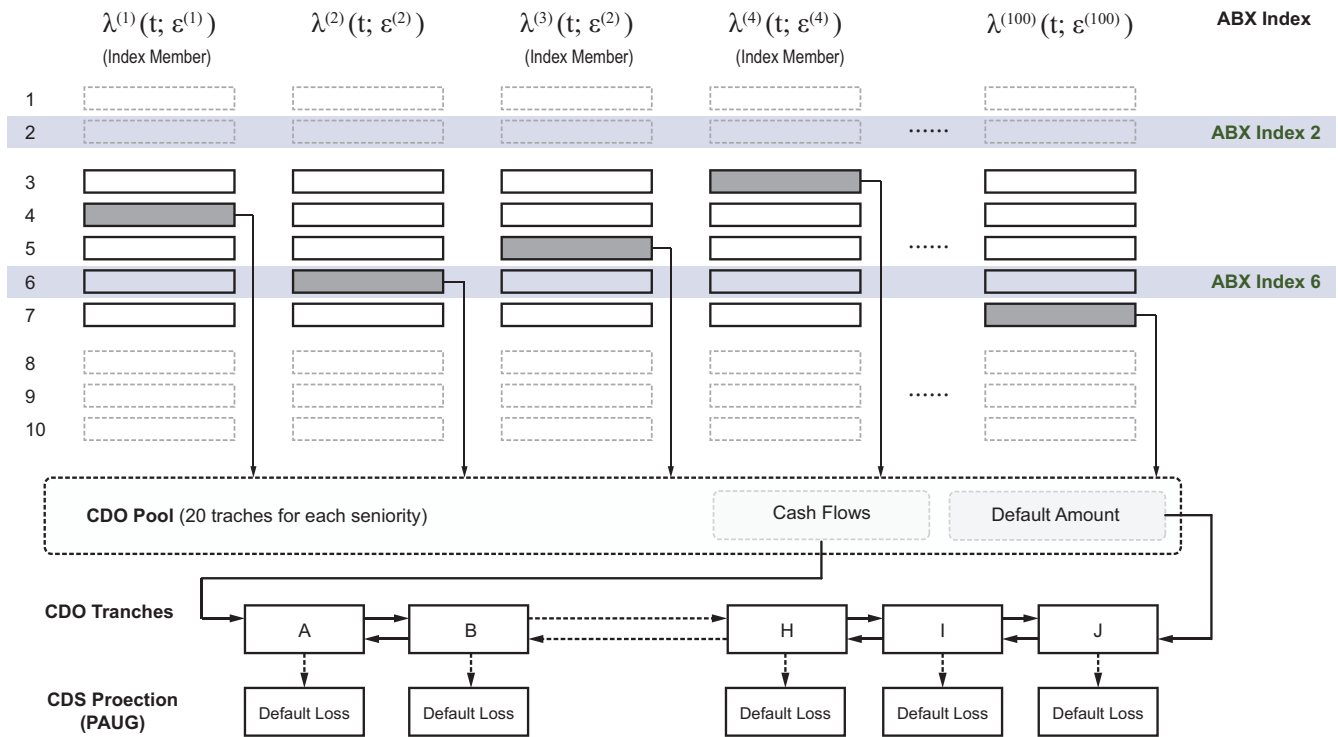 λ(1)(t; ε(1)) λ(2)(t; ε(2)) λ(3)(t; ε(2)) λ(4)(t; ε(4)) λ(100)(t; ε(100)) ABX Index
(Index Member) (Index Member) (Index Member)
1
2 ...... ABX Index 2
3
4
5 ......
6 ABX Index 6
7
8
9 ......
10
CDO Pool (20 traches for each seniority) Cash Flows Default Amount
CDO Tranches A B H I J
CDS Proection Default Loss Default Loss Default Loss Default Loss Default Loss
(PAUG)